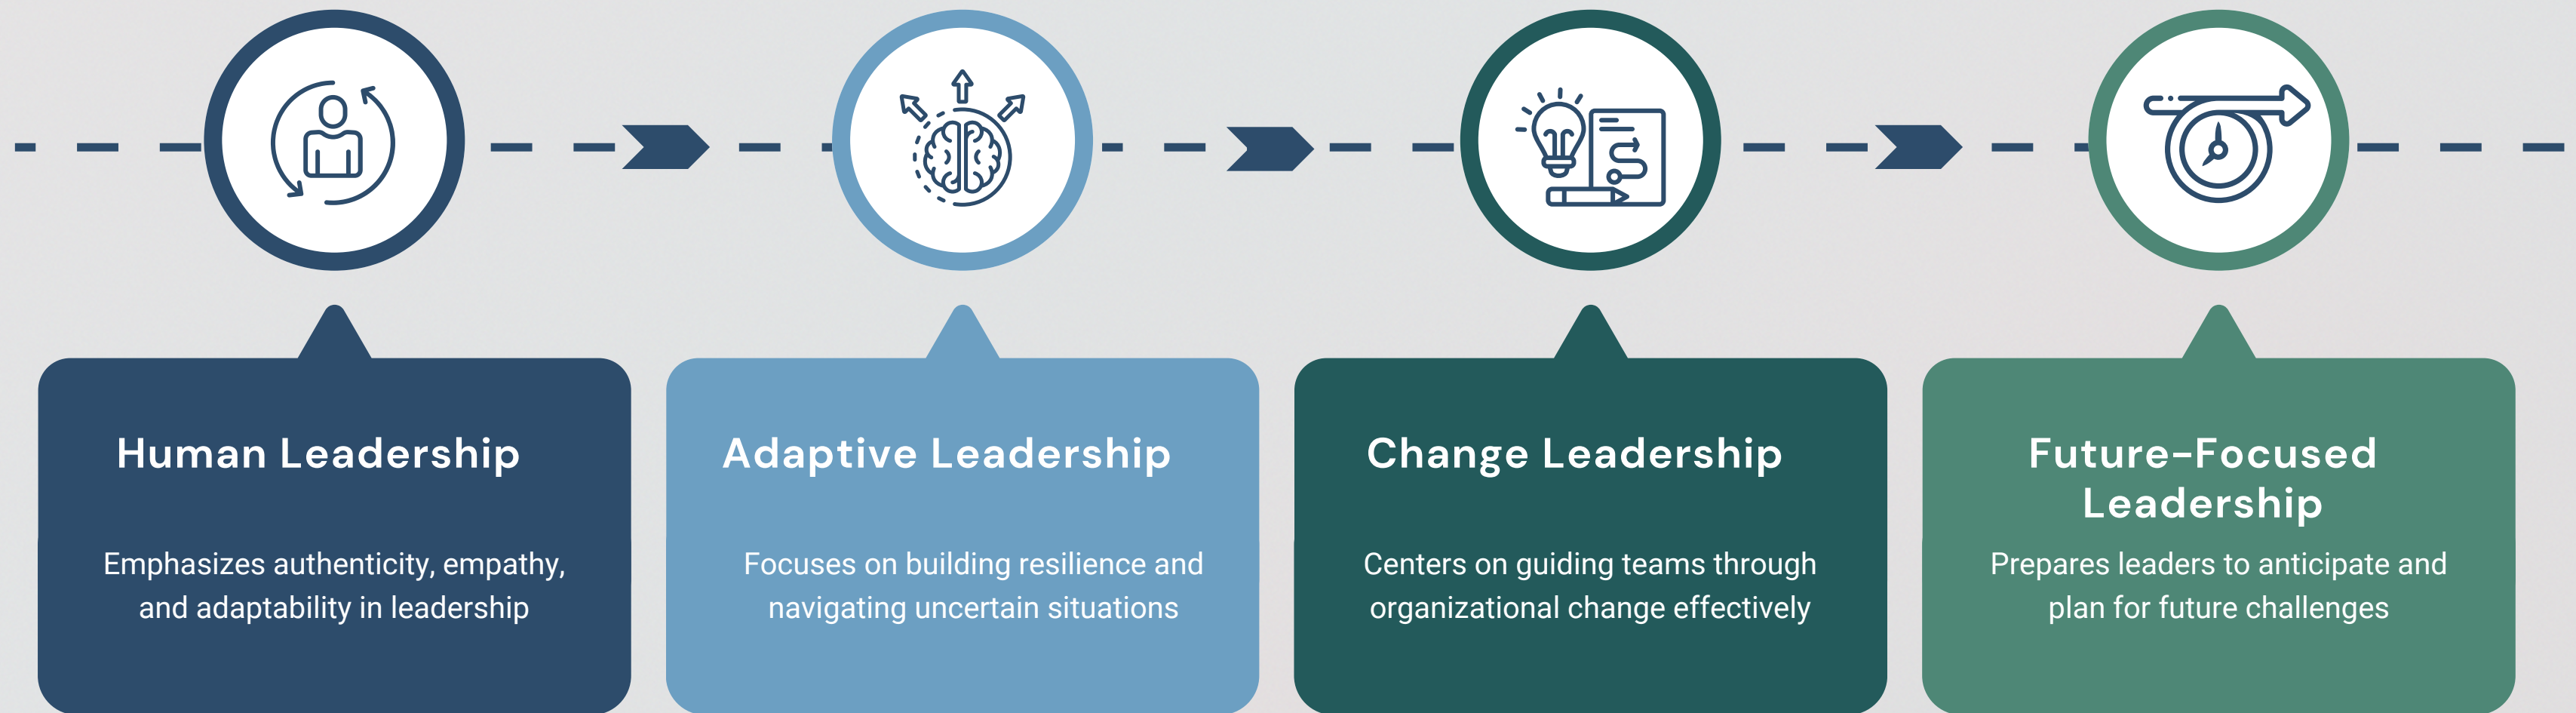 Human Leadership
Emphasizes authenticity, empathy,
and adaptability in leadership
Adaptive Leadership
Focuses on building resilience and
navigating uncertain situations
Change Leadership
Centers on guiding teams through
organizational change effectively
Future-Focused
Leadership
Prepares leaders to anticipate and
plan for future challenges